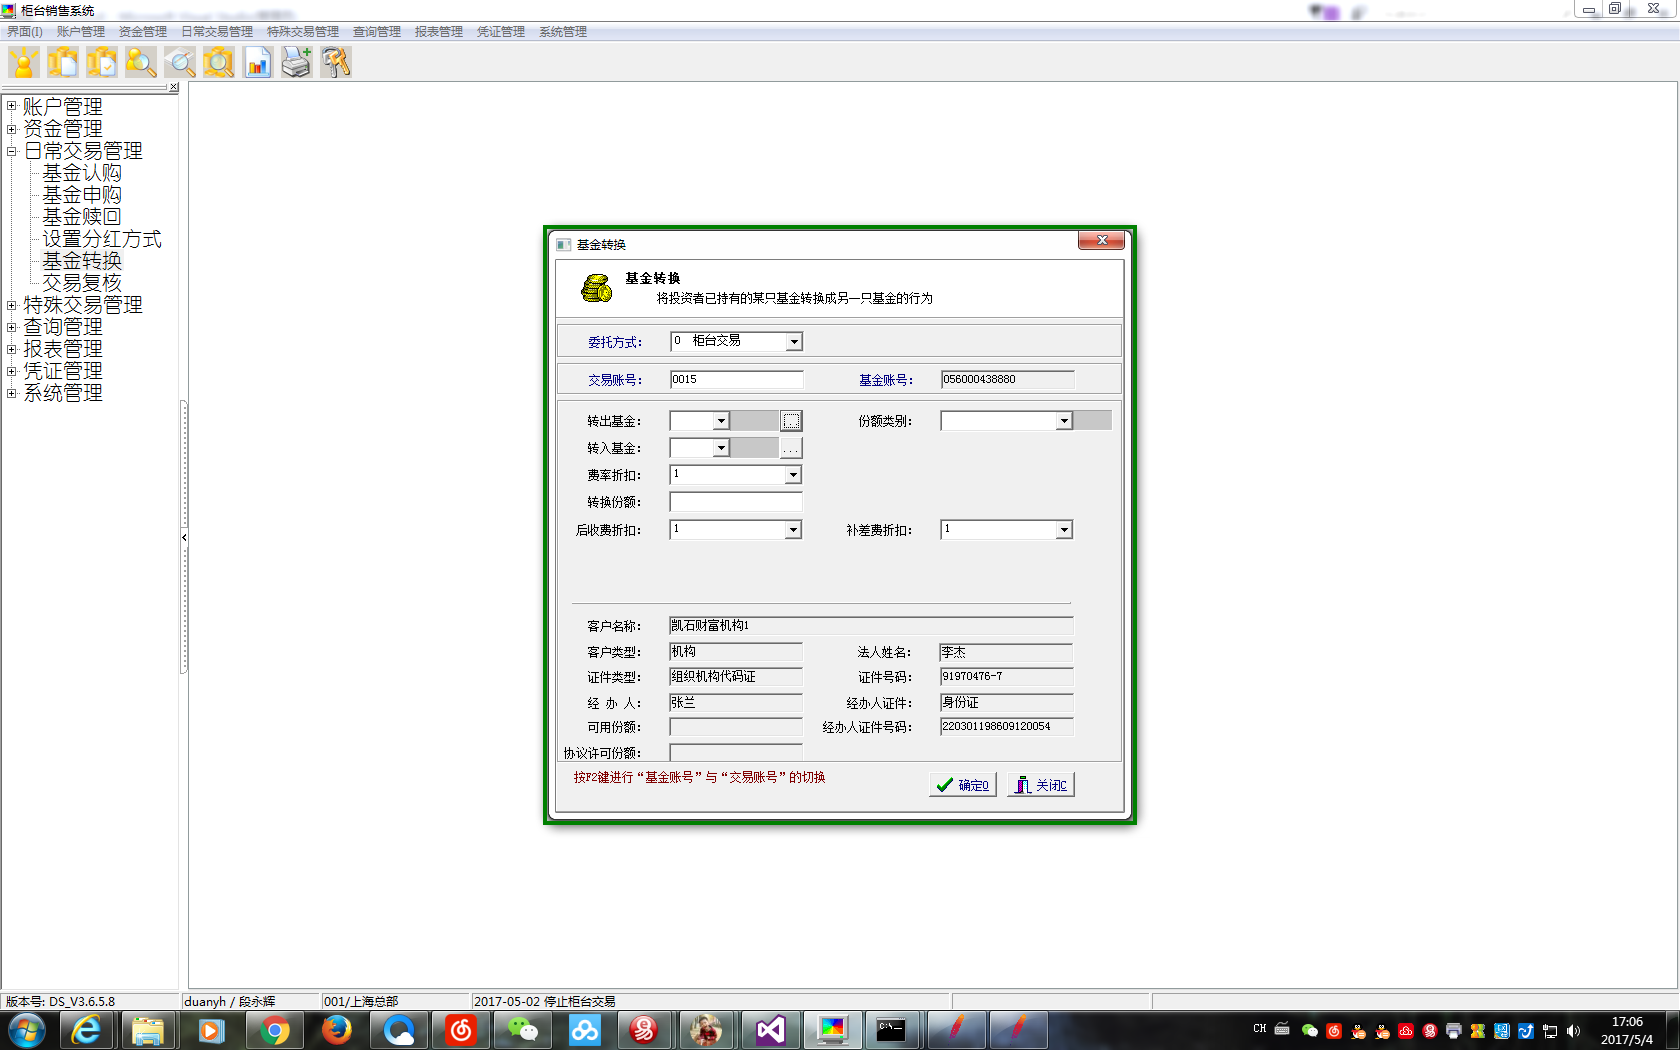 柜台销售系统
界面(I) 账户管理 资金管理 日常交易管理 特殊交易管理 查询管理 报表管理 凭证管理 系统管理
账户管理
资金管理
日常交易管理
基金认购
基金申购
基金赎回
设置分红方式
基金转换
交易复核
特殊交易管理
查询管理
报表管理
凭证管理
系统管理
基金转换
基金转换
将投资者已持有的某只基金转换成另一只基金的行为
委托方式： 0 柜台交易
交易账号： 0015 基金账号： 056000438880
转出基金： ... 份额类别：
转入基金： ...
费率折扣： 1
转换份额：
后收费折扣： 1 补差费折扣： 1
客户名称： 凯石财富机构1
客户类型： 机构 法人姓名： 李杰
证件类型： 组织机构代码证 证件号码： 91970476-7
经 办 人： 张兰 经办人证件： 身份证
可用份额： 经办人证件号码： 220301198609120054
协议许可份额：
按F2键进行“基金账号”与“交易账号”的切换 确定O 关闭C
版本号: DS_V3.6.5.8 duanyh / 段永辉 001/上海总部 2017-05-02 停止柜台交易
CH 17:06
2017/5/4